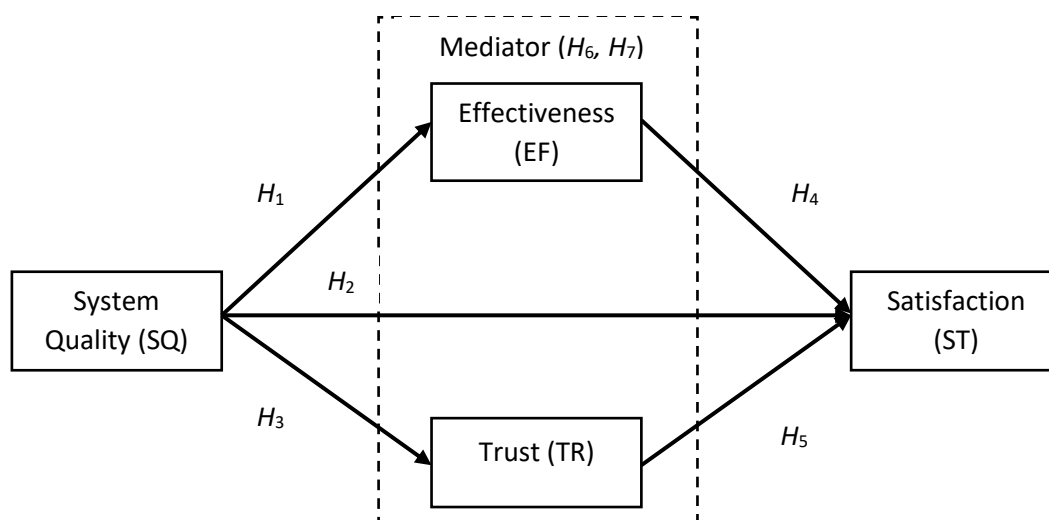 Mediator (H₆, H₇)
Effectiveness
(EF)
H₁
H₄
H₂
System
Quality (SQ)
Satisfaction
(ST)
H₃
Trust (TR)
H₅